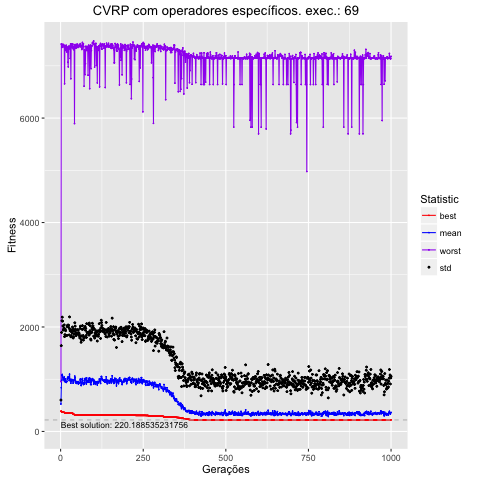 CVRP com operadores específicos. exec.: 69
Fitness
6000
4000
2000
0
Best solution: 220.188535231756
0
250
500
750
1000
Gerações
Statistic
best
mean
worst
std